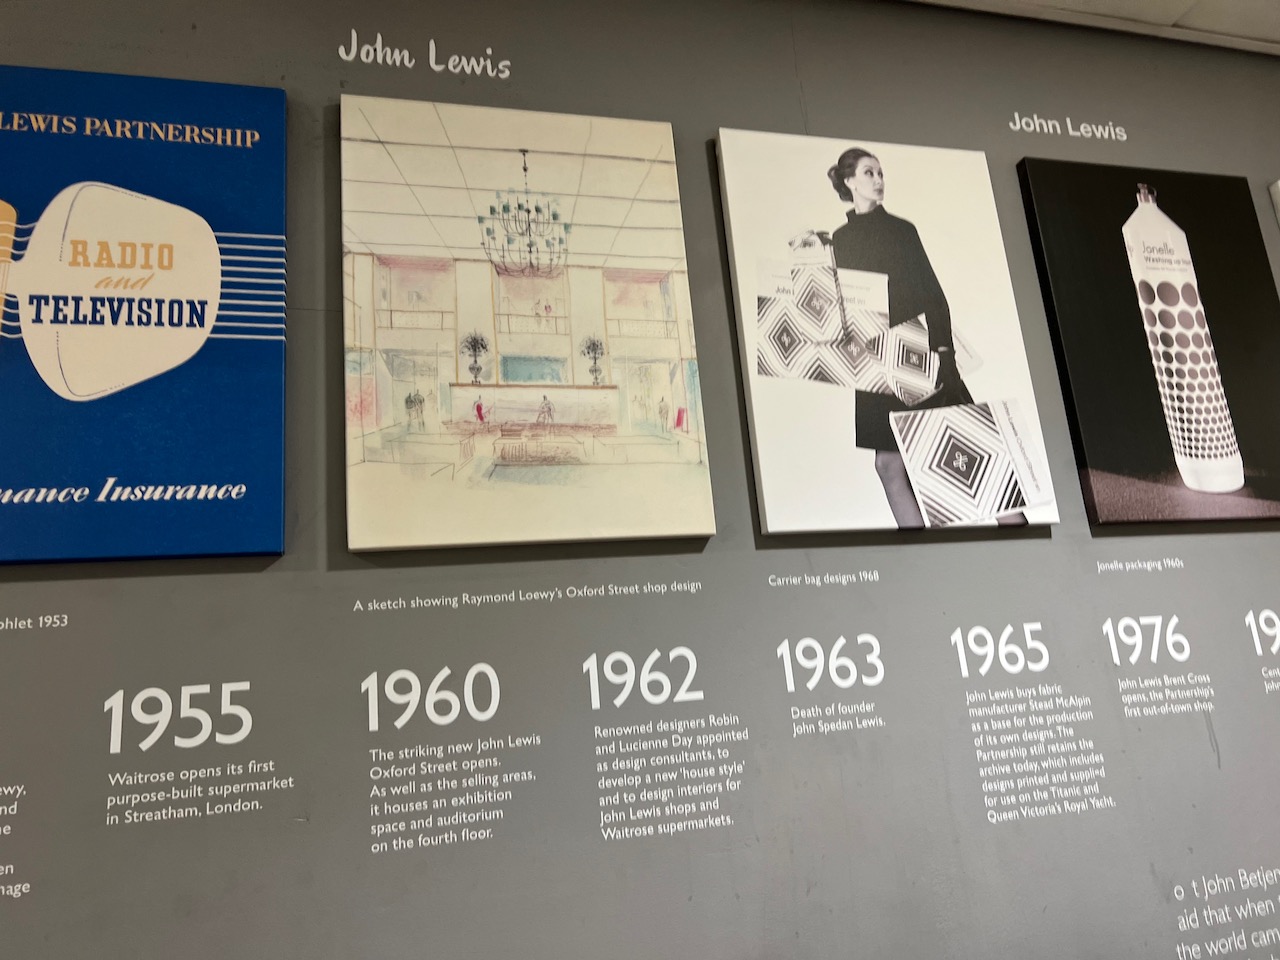 John Lewis
John Lewis
LEWIS PARTNERSHIP
RADIO
and
TELEVISION
Insurance
Jonelle
Washing up
A sketch showing Raymond Loewy's Oxford Street shop design
Carrier bag designs 1968
Jonelle packaging 1960s
1953
1955
Waitrose opens its first
purpose-built supermarket
in Streatham, London.
1960
The striking new John Lewis
Oxford Street opens.
As well as the selling areas,
it houses an exhibition
space and auditorium
on the fourth floor.
1962
Renowned designers Robin
and Lucienne Day appointed
as design consultants, to
develop a new 'house style'
and to design interiors for
John Lewis shops and
Waitrose supermarkets.
1963
Death of founder
John Spedan Lewis.
1965
John Lewis buys fabric
manufacturer Stead McAlpin
as a base for the production
of its own designs. The
Partnership still retains the
archive today, which includes
designs printed and supplied
for use on the Titanic and
Queen Victoria's Royal Yacht.
1976
John Lewis Brent Cross
opens, the Partnership's
first out-of-town shop.
John
that when
the world